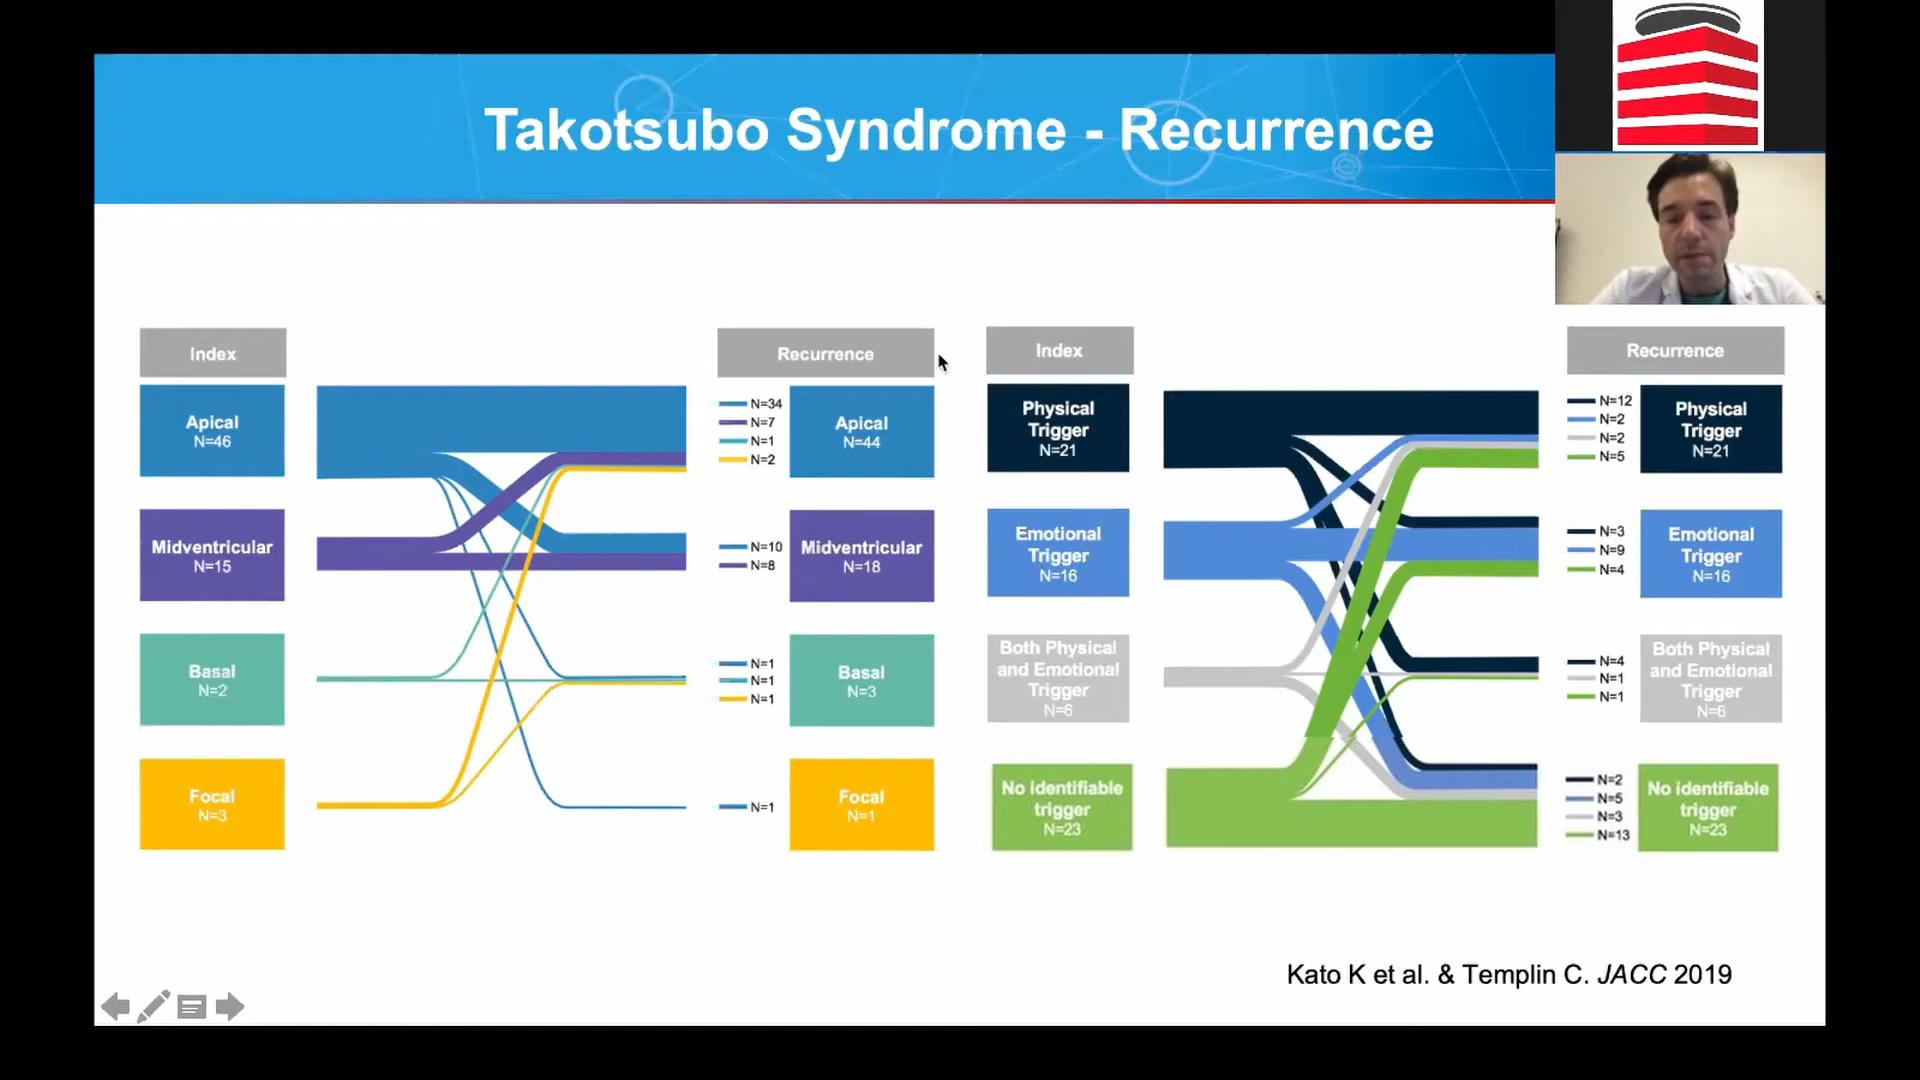 Takotsubo Syndrome - Recurrence
Index
Recurrence
Apical
N=46
N=34
N=7
N=1
N=2
Apical
N=44
Midventricular
N=15
N=10
N=8
Midventricular
N=18
Basal
N=2
N=1
N=1
N=1
Basal
N=3
Focal
N=3
N=1
Focal
N=1
Index
Recurrence
Physical
Trigger
N=21
N=12
N=2
N=2
N=5
Physical
Trigger
N=21
Emotional
Trigger
N=16
N=3
N=9
N=4
Emotional
Trigger
N=16
Both Physical
and Emotional
Trigger
N=6
N=4
N=1
N=1
Both Physical
and Emotional
Trigger
N=6
No identifiable
trigger
N=23
N=2
N=5
N=3
N=13
No identifiable
trigger
N=23
Kato K et al. & Templin C. JACC 2019